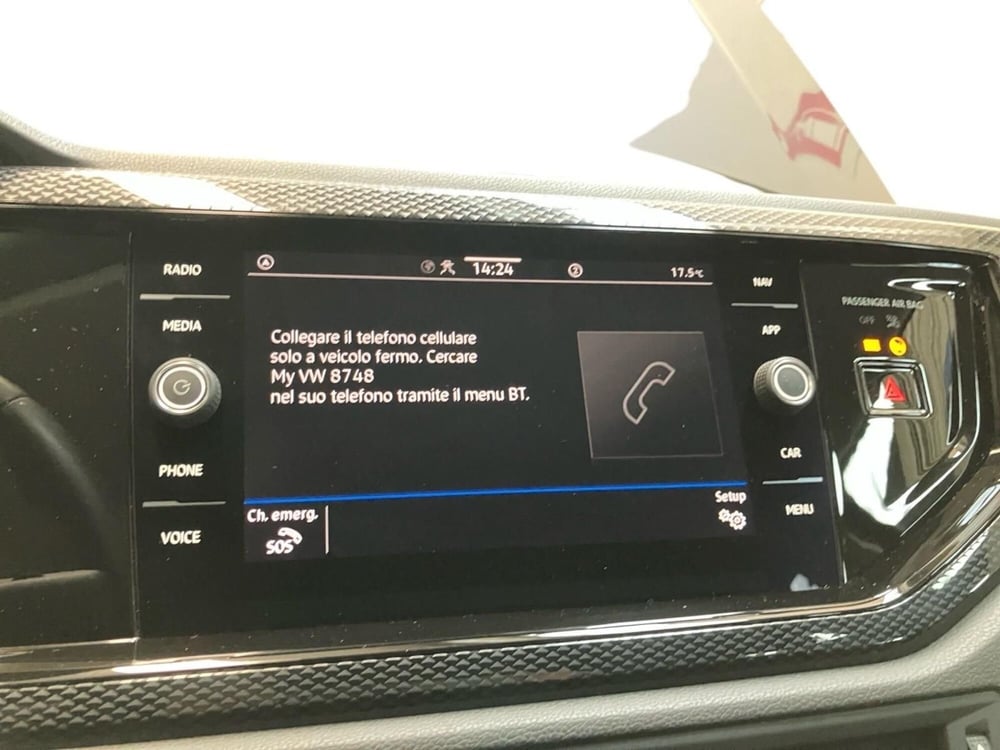 RADIO
MEDIA
PHONE
VOICE
14:24
2
17.5°C
Collegare il telefono cellulare
solo a veicolo fermo. Cercare
My VW 8748
nel suo telefono tramite il menu BT.
Ch. emerg.
SOS
Setup
NAV
APP
CAR
MENU
PASSENGER AIR BAG
OFF